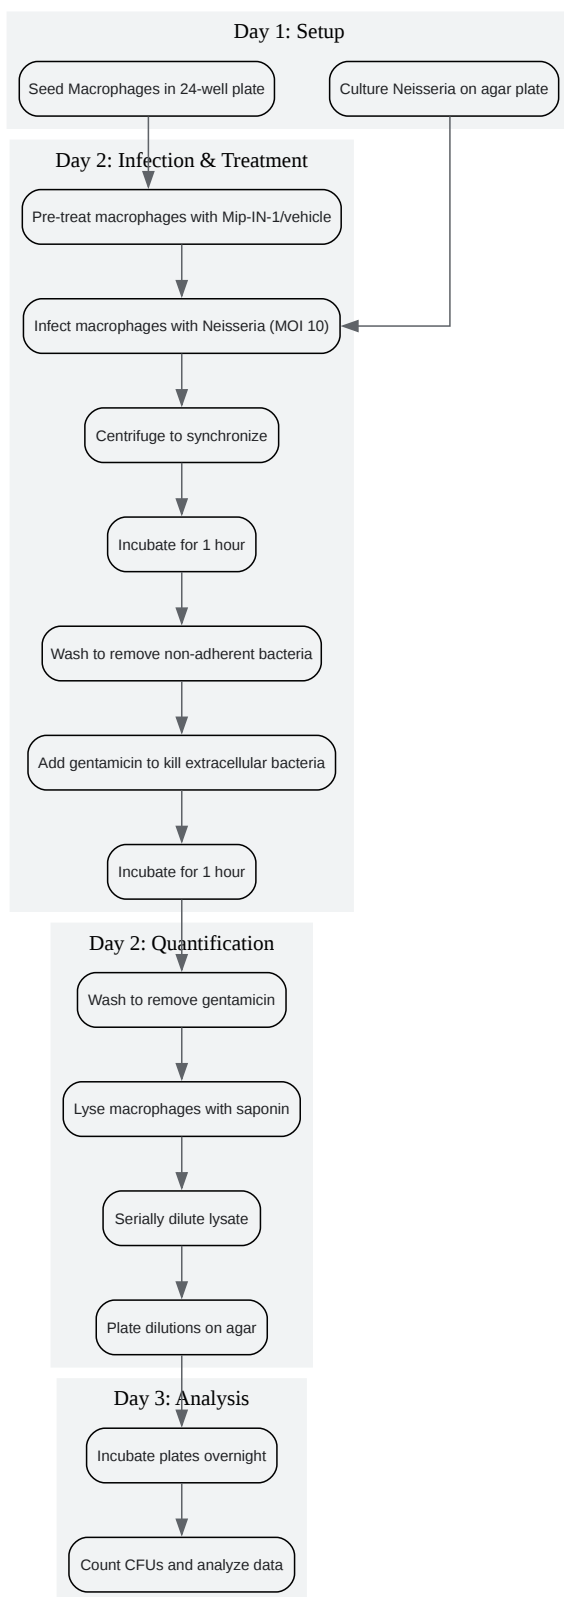 Day 1: Setup
Seed Macrophages in 24-well plate
Culture Neisseria on agar plate
Day 2: Infection & Treatment
Pre-treat macrophages with Mip-IN-1/vehicle
Infect macrophages with Neisseria (MOI 10)
Centrifuge to synchronize
Incubate for 1 hour
Wash to remove non-adherent bacteria
Add gentamicin to kill extracellular bacteria
Incubate for 1 hour
Day 2: Quantification
Wash to remove gentamicin
Lyse macrophages with saponin
Serially dilute lysate
Plate dilutions on agar
Day 3: Analysis
Incubate plates overnight
Count CFUs and analyze data